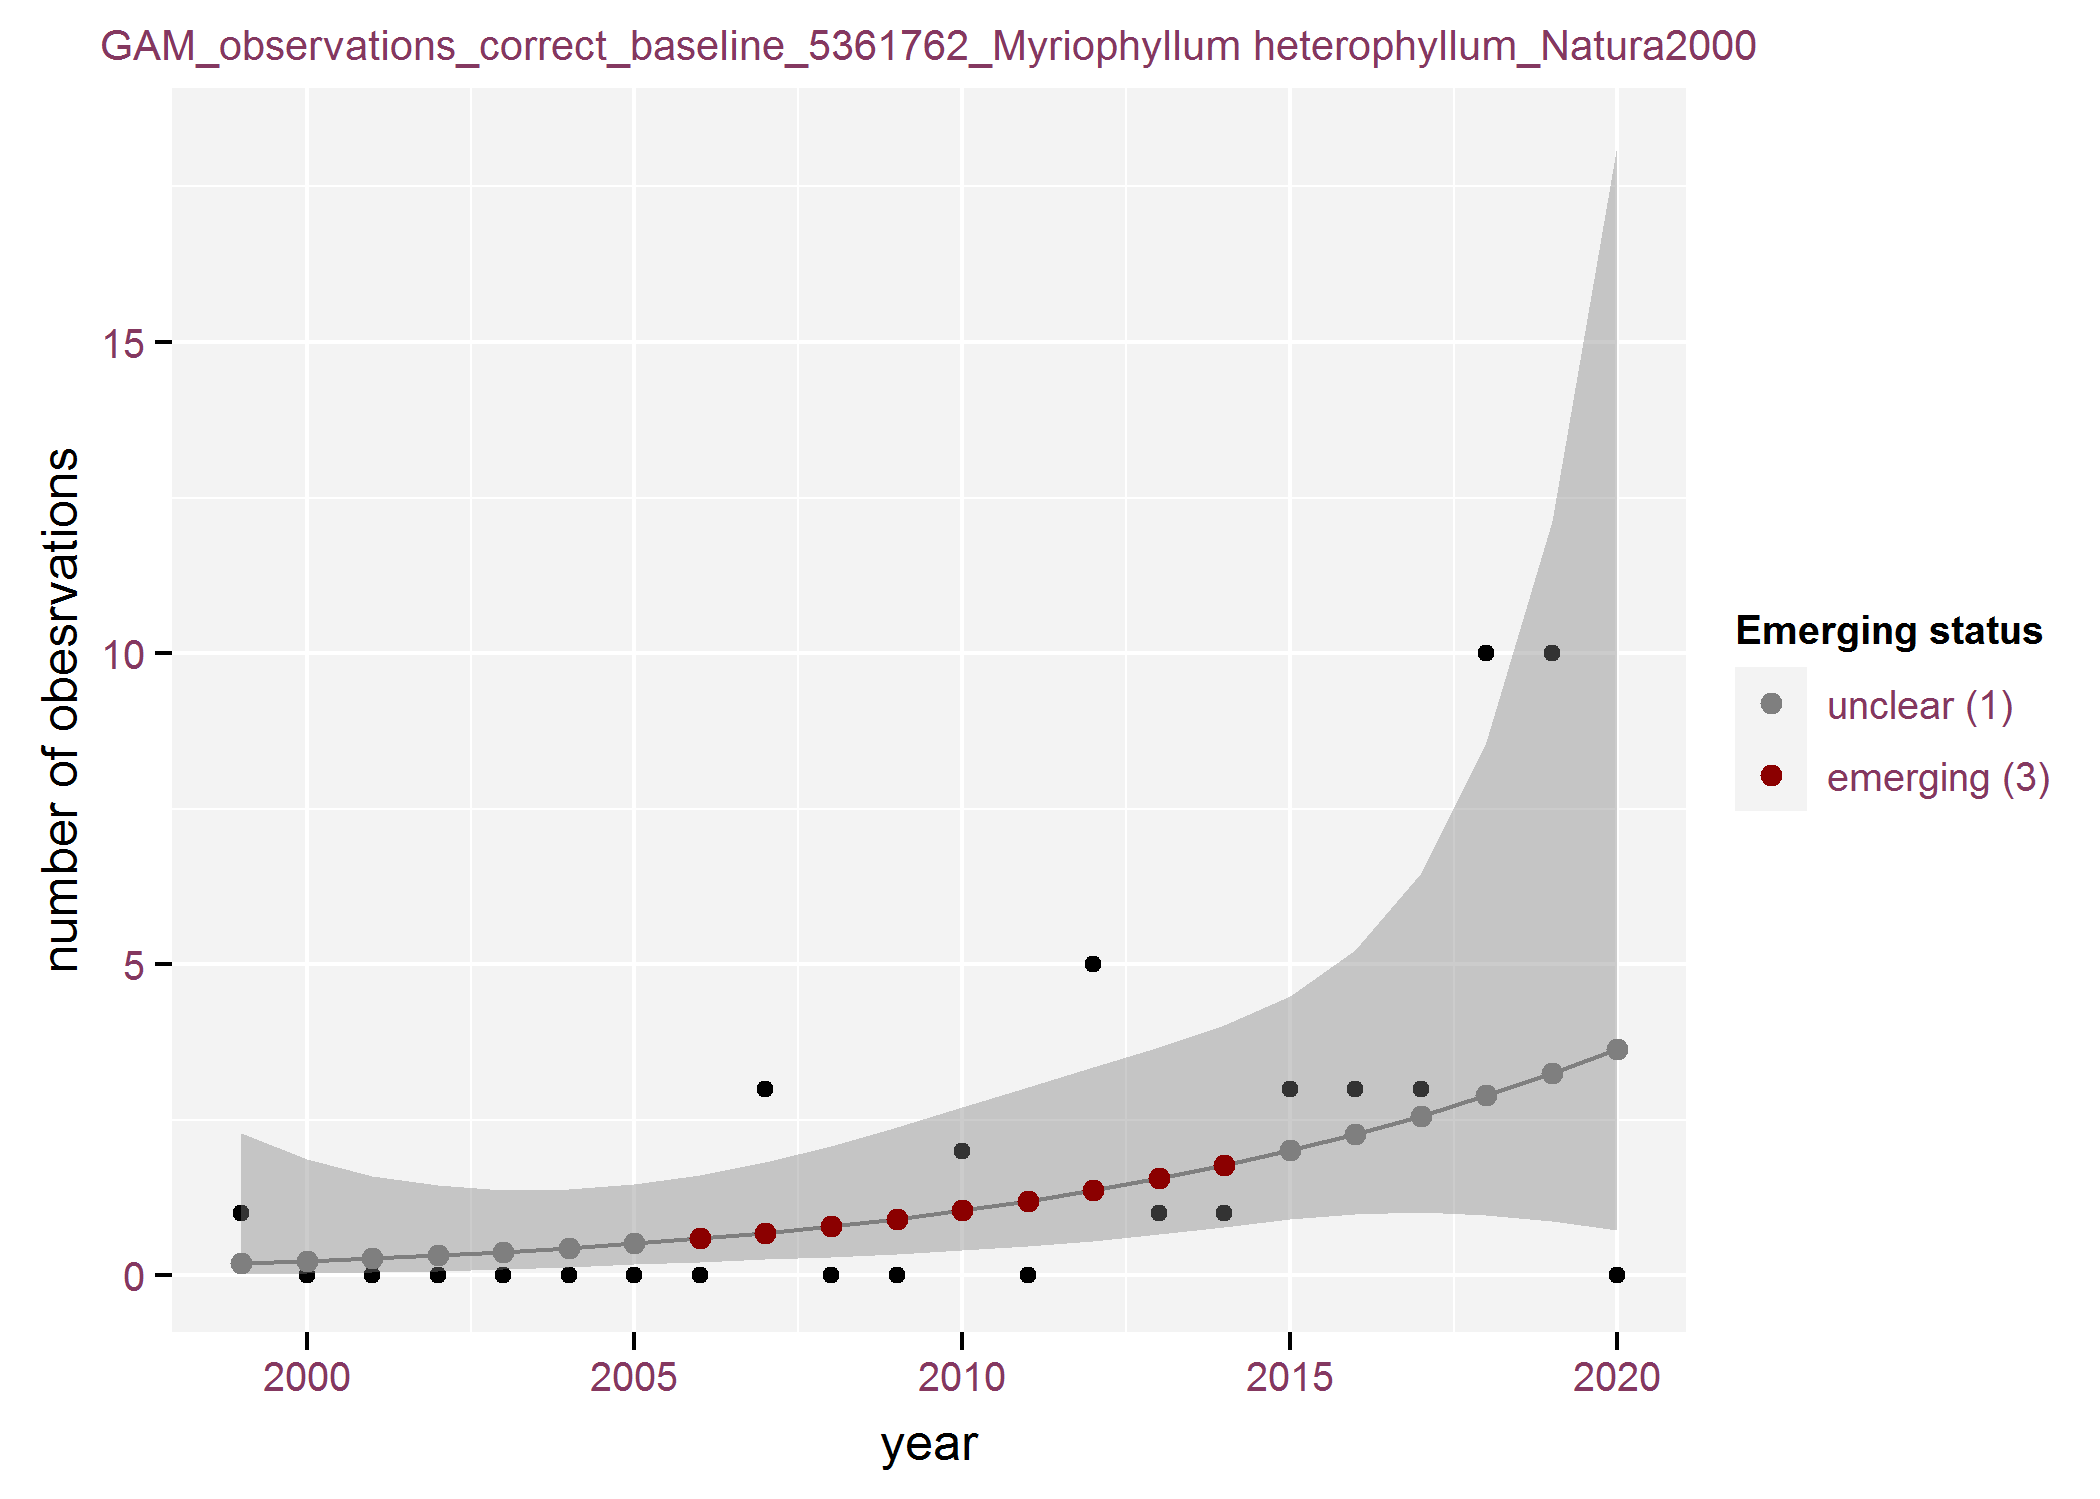 GAM_observations_correct_baseline_5361762_Myriophyllum heterophyllum_Natura2000
number of obesrvations
15
10
5
0
2000 2005 2010 2015 2020
year
Emerging status
unclear (1)
emerging (3)